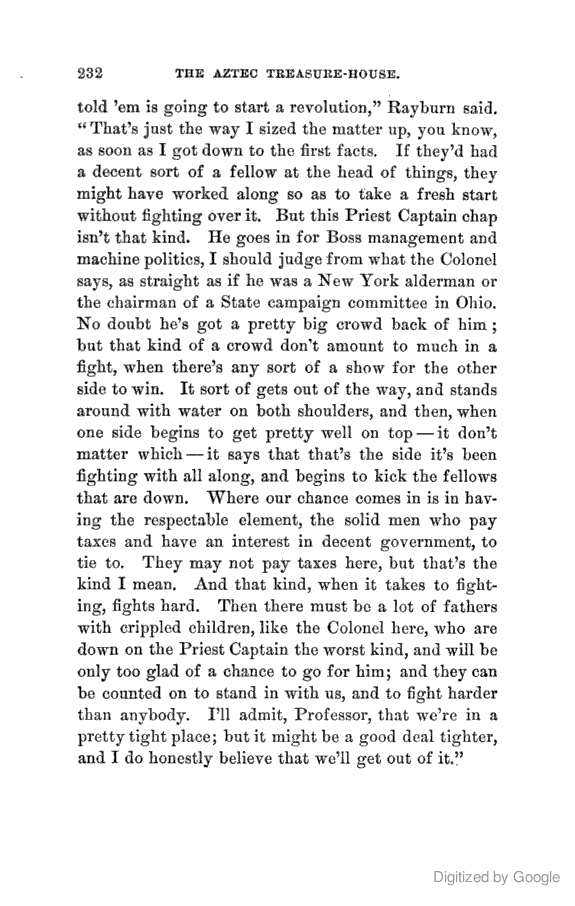 232 THE AZTEC TREASURE-HOUSE.
told 'em is going to start a revolution,” Rayburn said.
“That's just the way I sized the matter up, you know,
as soon as I got down to the first facts. If they'd had
a decent sort of a fellow at the head of things, they
might have worked along so as to take a fresh start
without fighting over it. But this Priest Captain chap
isn't that kind. He goes in for Boss management and
machine politics, I should judge from what the Colonel
says, as straight as if he was a New York alderman or
the chairman of a State campaign committee in Ohio.
No doubt he's got a pretty big crowd back of him;
but that kind of a crowd don't amount to much in a
fight, when there's any sort of a show for the other
side to win. It sort of gets out of the way, and stands
around with water on both shoulders, and then, when
one side begins to get pretty well on top—it don't
matter which—it says that that's the side it's been
fighting with all along, and begins to kick the fellows
that are down. Where our chance comes in is in hav-
ing the respectable element, the solid men who pay
taxes and have an interest in decent government, to
tie to. They may not pay taxes here, but that's the
kind I mean. And that kind, when it takes to fight-
ing, fights hard. Then there must be a lot of fathers
with crippled children, like the Colonel here, who are
down on the Priest Captain the worst kind, and will be
only too glad of a chance to go for him; and they can
be counted on to stand in with us, and to fight harder
than anybody. I'll admit, Professor, that we're in a
pretty tight place; but it might be a good deal tighter,
and I do honestly believe that we'll get out of it.”
Digitized by Google